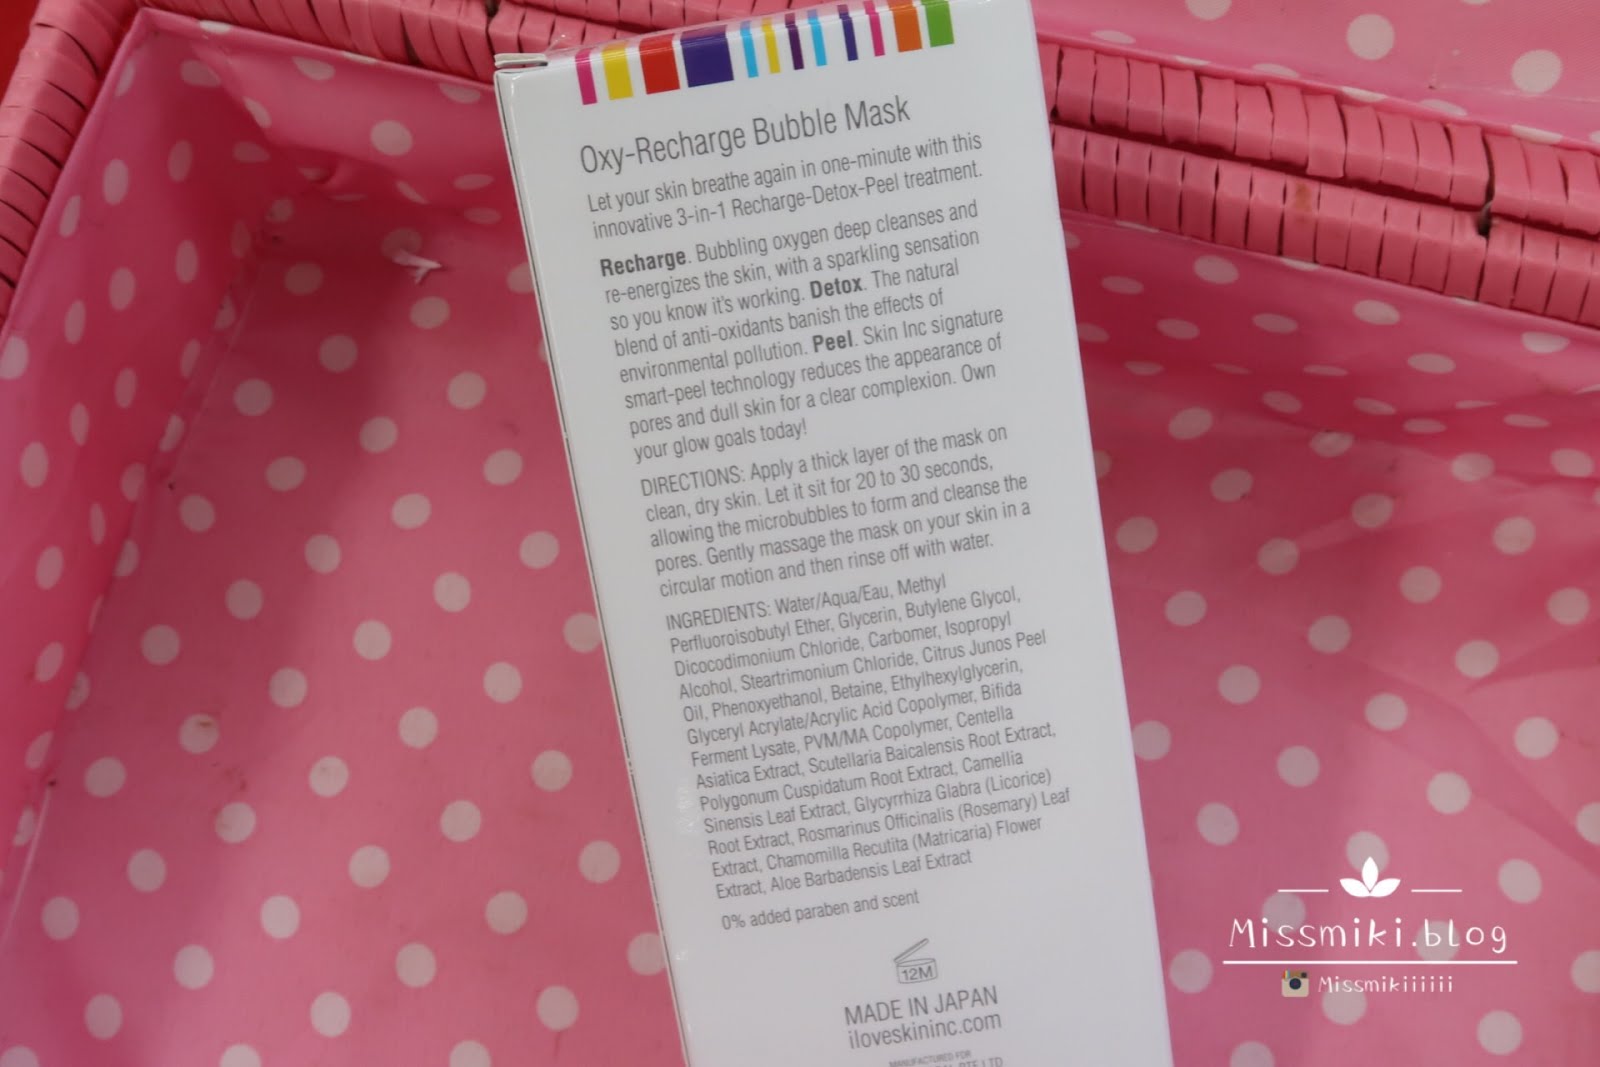 Oxy-Recharge Bubble Mask
Let your skin breathe again in one-minute with this
innovative 3-in-1 Recharge-Detox-Peel treatment.
Recharge. Bubbling oxygen deep cleanses and
re-energizes the skin, with a sparkling sensation
so you know it's working. Detox. The natural
blend of anti-oxidants banish the effects of
environmental pollution. Peel. Skin Inc signature
smart-peel technology reduces the appearance of
pores and dull skin for a clear complexion. Own
your glow goals today!
DIRECTIONS: Apply a thick layer of the mask on
clean, dry skin. Let it sit for 20 to 30 seconds,
allowing the microbubbles to form and cleanse the
pores. Gently massage the mask on your skin in a
circular motion and then rinse off with water.
INGREDIENTS: Water/Aqua/Eau, Methyl
Perfluoroisobutyl Ether, Glycerin, Butylene Glycol,
Dicocodimonium Chloride, Carbomer, Isopropyl
Alcohol, Steartrimonium Chloride, Citrus Junos Peel
Oil, Phenoxyethanol, Betaine, Ethylhexylglycerin,
Glyceryl Acrylate/Acrylic Acid Copolymer, Bifida
Ferment Lysate, PVM/MA Copolymer, Centella
Asiatica Extract, Scutellaria Baicalensis Root Extract,
Polygonum Cuspidatum Root Extract, Camellia
Sinensis Leaf Extract, Glycyrrhiza Glabra (Licorice)
Root Extract, Rosmarinus Officinalis (Rosemary) Leaf
Extract, Chamomilla Recutita (Matricaria) Flower
Extract, Aloe Barbadensis Leaf Extract
0% added paraben and scent
12M
MADE IN JAPAN
iloveskininc.com
MANUFACTURED FOR
PTE LTD
Missmiki.blog
Missmikiiiiii